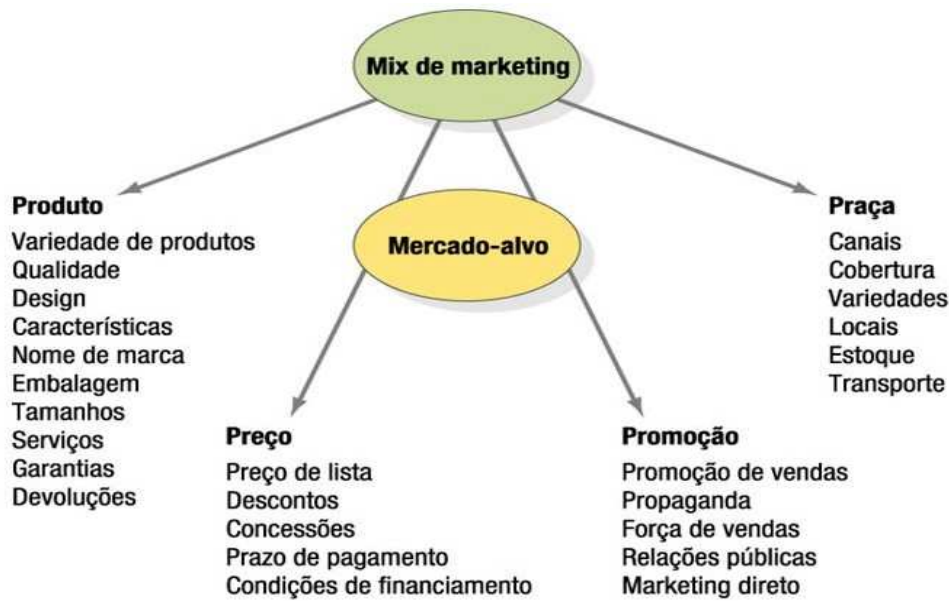 Mix de marketing
Mercado-alvo
Produto
Variedade de produtos
Qualidade
Design
Características
Nome de marca
Embalagem
Tamanhos
Serviços
Garantias
Devoluções
Preço
Preço de lista
Descontos
Concessões
Prazo de pagamento
Condições de financiamento
Promoção
Promoção de vendas
Propaganda
Força de vendas
Relações públicas
Marketing direto
Praça
Canais
Cobertura
Variedades
Locais
Estoque
Transporte